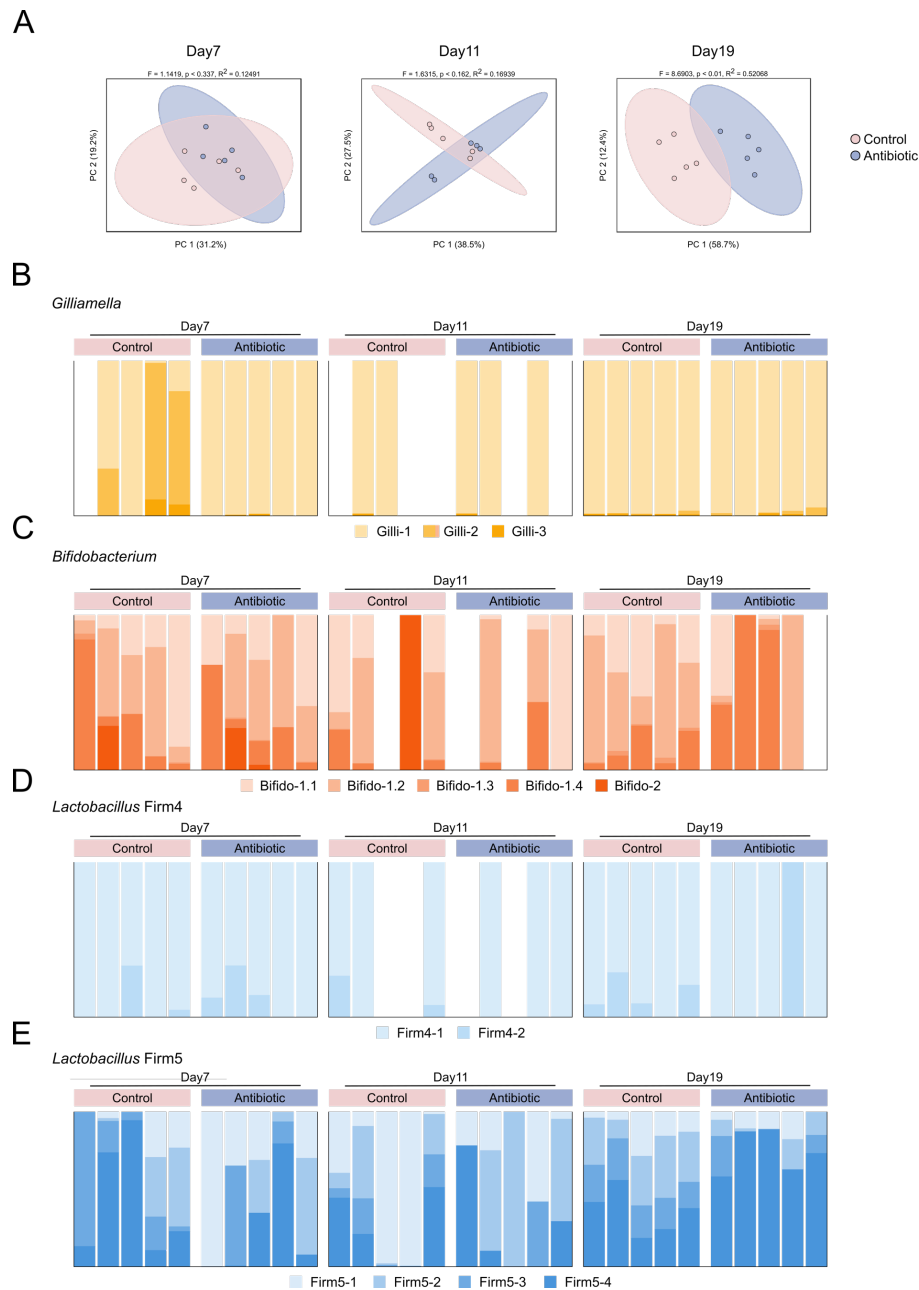 A
Day7
Day11
Day19
F = 1.1419, p < 0.337, R² = 0.12491
F = 1.6315, p < 0.162, R² = 0.16939
F = 8.6903, p < 0.01, R² = 0.52068
PC 2 (19.2%)
PC 2 (27.5%)
PC 2 (12.4%)
Control
Antibiotic
PC 1 (31.2%)
PC 1 (38.5%)
PC 1 (58.7%)
B
Gilliamella
Day7
Day11
Day19
Control
Antibiotic
Control
Antibiotic
Control
Antibiotic
Gilli-1
Gilli-2
Gilli-3
C
Bifidobacterium
Day7
Day11
Day19
Control
Antibiotic
Control
Antibiotic
Control
Antibiotic
Bifido-1.1
Bifido-1.2
Bifido-1.3
Bifido-1.4
Bifido-2
D
Lactobacillus Firm4
Day7
Day11
Day19
Control
Antibiotic
Control
Antibiotic
Control
Antibiotic
Firm4-1
Firm4-2
E
Lactobacillus Firm5
Day7
Day11
Day19
Control
Antibiotic
Control
Antibiotic
Control
Antibiotic
Firm5-1
Firm5-2
Firm5-3
Firm5-4